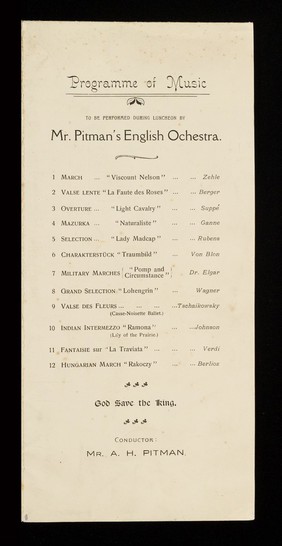 Programme of Music
TO BE PERFORMED DURING LUNCHEON BY
Mr. Pitman's English Ochestra.
1 MARCH ... "Viscount Nelson" ... ... Zehle
2 VALSE LENTE "La Faute des Roses" ... ... Berger
3 OVERTURE ... "Light Cavalry" ... ... Suppé
4 MAZURKA ... "Naturaliste" ... ... Ganne
5 SELECTION ... "Lady Madcap" ... ... Rubens
6 CHARAKTERSTÜCK "Traumbild" ... ... Von Blon
7 MILITARY MARCHES { "Pomp and Circumstance" } Dr. Elgar
8 GRAND SELECTION "Lohengrin" ... Wagner
9 VALSE DES FLEURS ... ... ... Tschaikowsky
(Casse-Noisette Ballet.)
10 INDIAN INTERMEZZO "Ramona" ... ... Johnson
(Lily of the Prairie.)
11 FANTAISIE sur "La Traviata" ... ... Verdi
12 HUNGARIAN MARCH "Rakoczy" ... Berlioz
God Save the King.
CONDUCTOR:
MR. A. H. PITMAN.